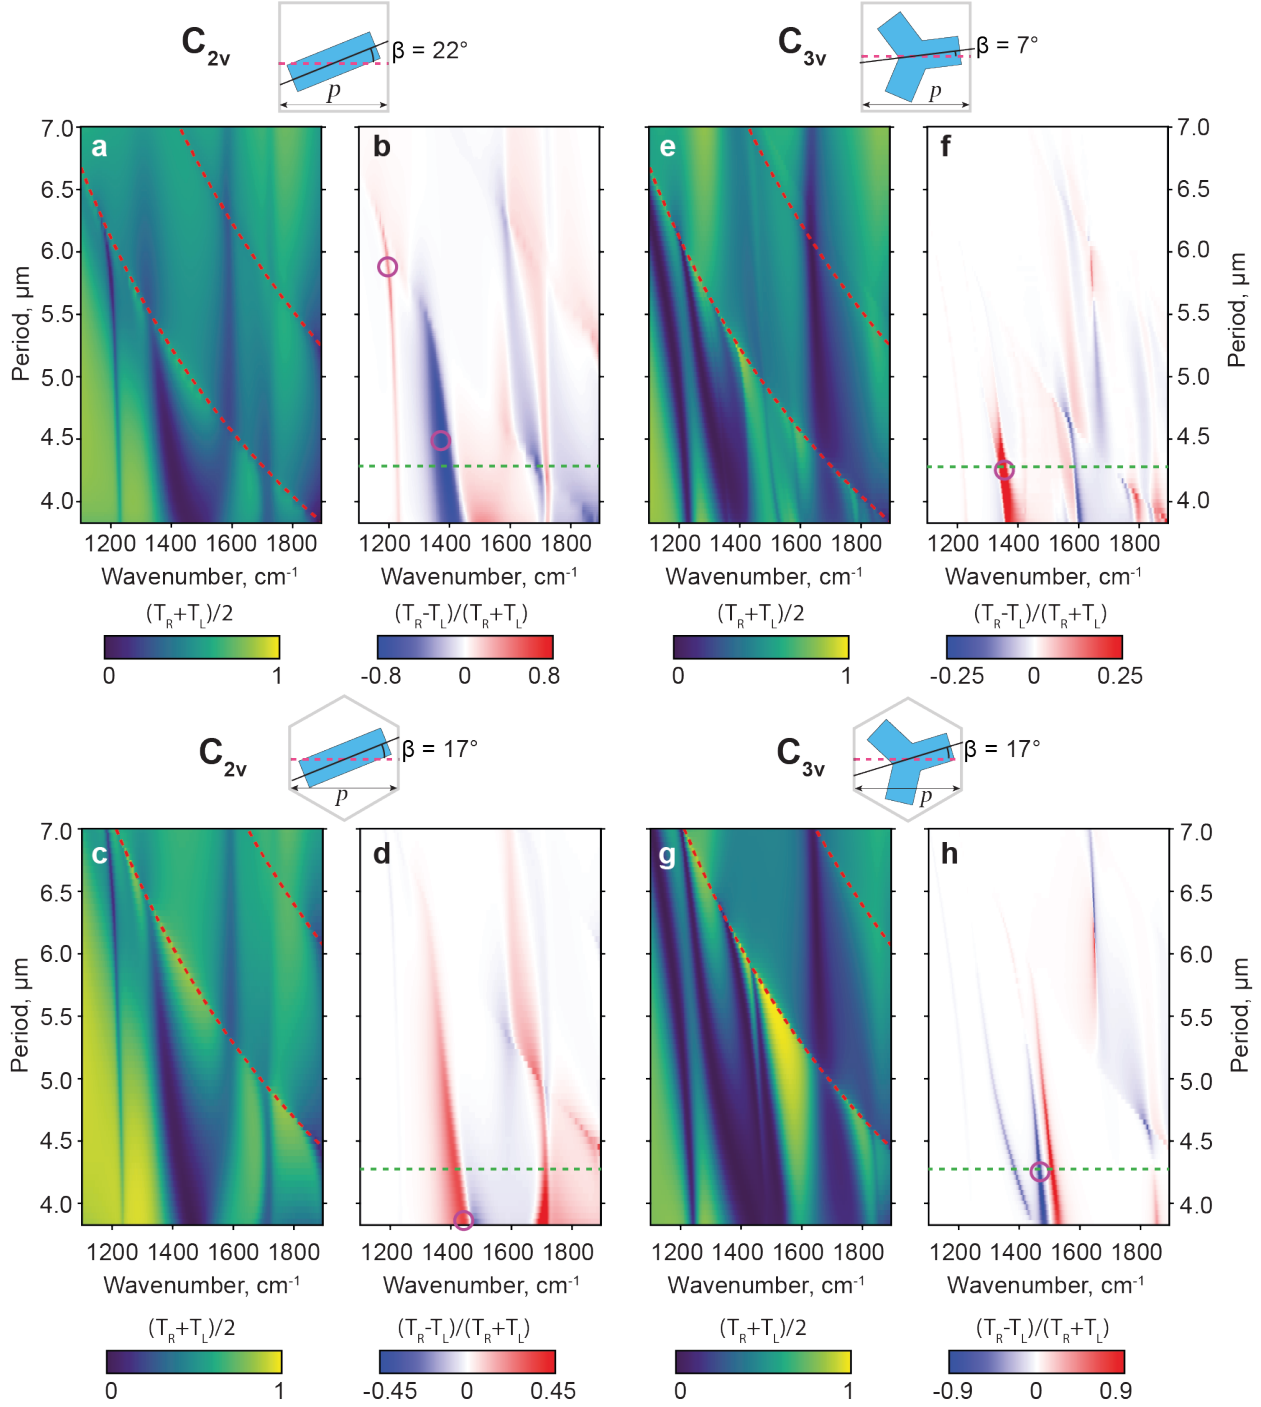 C2v
β = 22°
p
C3v
β = 7°
p
a
b
e
f
7.0
6.5
6.0
5.5
5.0
4.5
4.0
Period, µm
7.0
6.5
6.0
5.5
5.0
4.5
4.0
Period, µm
1200 1400 1600 1800
1200 1400 1600 1800
1200 1400 1600 1800
1200 1400 1600 1800
Wavenumber, cm-1
Wavenumber, cm-1
Wavenumber, cm-1
Wavenumber, cm-1
(TR+TL)/2
(TR-TL)/(TR+TL)
(TR+TL)/2
(TR-TL)/(TR+TL)
0 1
-0.8 0 0.8
0 1
-0.25 0 0.25
C2v
β = 17°
p
C3v
β = 17°
p
c
d
g
h
7.0
6.5
6.0
5.5
5.0
4.5
4.0
Period, µm
7.0
6.5
6.0
5.5
5.0
4.5
4.0
Period, µm
1200 1400 1600 1800
1200 1400 1600 1800
1200 1400 1600 1800
1200 1400 1600 1800
Wavenumber, cm-1
Wavenumber, cm-1
Wavenumber, cm-1
Wavenumber, cm-1
(TR+TL)/2
(TR-TL)/(TR+TL)
(TR+TL)/2
(TR-TL)/(TR+TL)
0 1
-0.45 0 0.45
0 1
-0.9 0 0.9